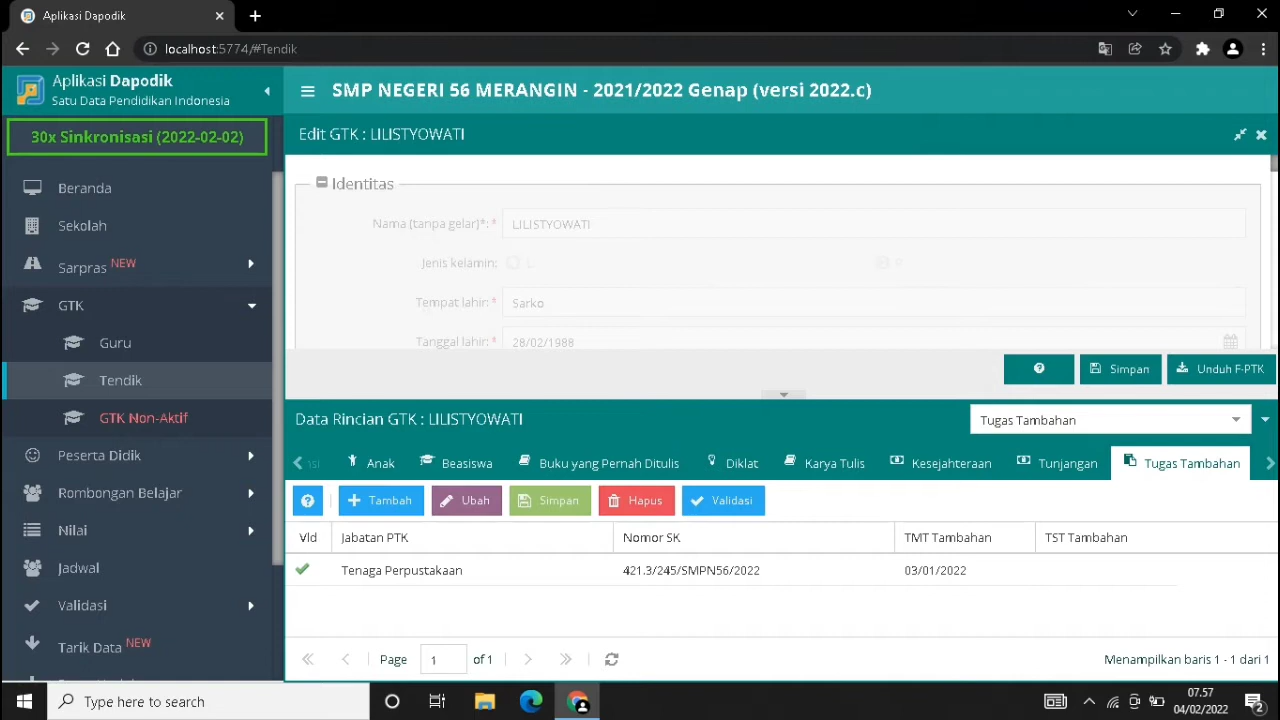 Aplikasi Dapodik
localhost:5774/#Tendik
Aplikasi Dapodik
Satu Data Pendidikan Indonesia
SMP NEGERI 56 MERANGIN - 2021/2022 Genap (versi 2022.c)
30x Sinkronisasi (2022-02-02)
Edit GTK : LILISTYOWATI
Beranda
Sekolah
Sarpras NEW
GTK
Guru
Tendik
GTK Non-Aktif
Peserta Didik
Rombongan Belajar
Nilai
Jadwal
Validasi
Tarik Data NEW
Identitas
Nama (tanpa gelar)*: * LILISTYOWATI
Jenis kelamin: L P
Tempat lahir: * Sarko
Tanggal lahir: * 28/02/1988
Simpan Unduh F-PTK
Data Rincian GTK : LILISTYOWATI Tugas Tambahan
Anak Beasiswa Buku yang Pernah Ditulis Diklat Karya Tulis Kesejahteraan Tunjangan Tugas Tambahan
Tambah Ubah Simpan Hapus Validasi
Vld Jabatan PTK Nomor SK TMT Tambahan TST Tambahan
Tenaga Perpustakaan 421.3/245/SMPN56/2022 03/01/2022
Page 1 of 1 Menampilkan baris 1 - 1 dari 1
Type here to search
07.57
04/02/2022
2